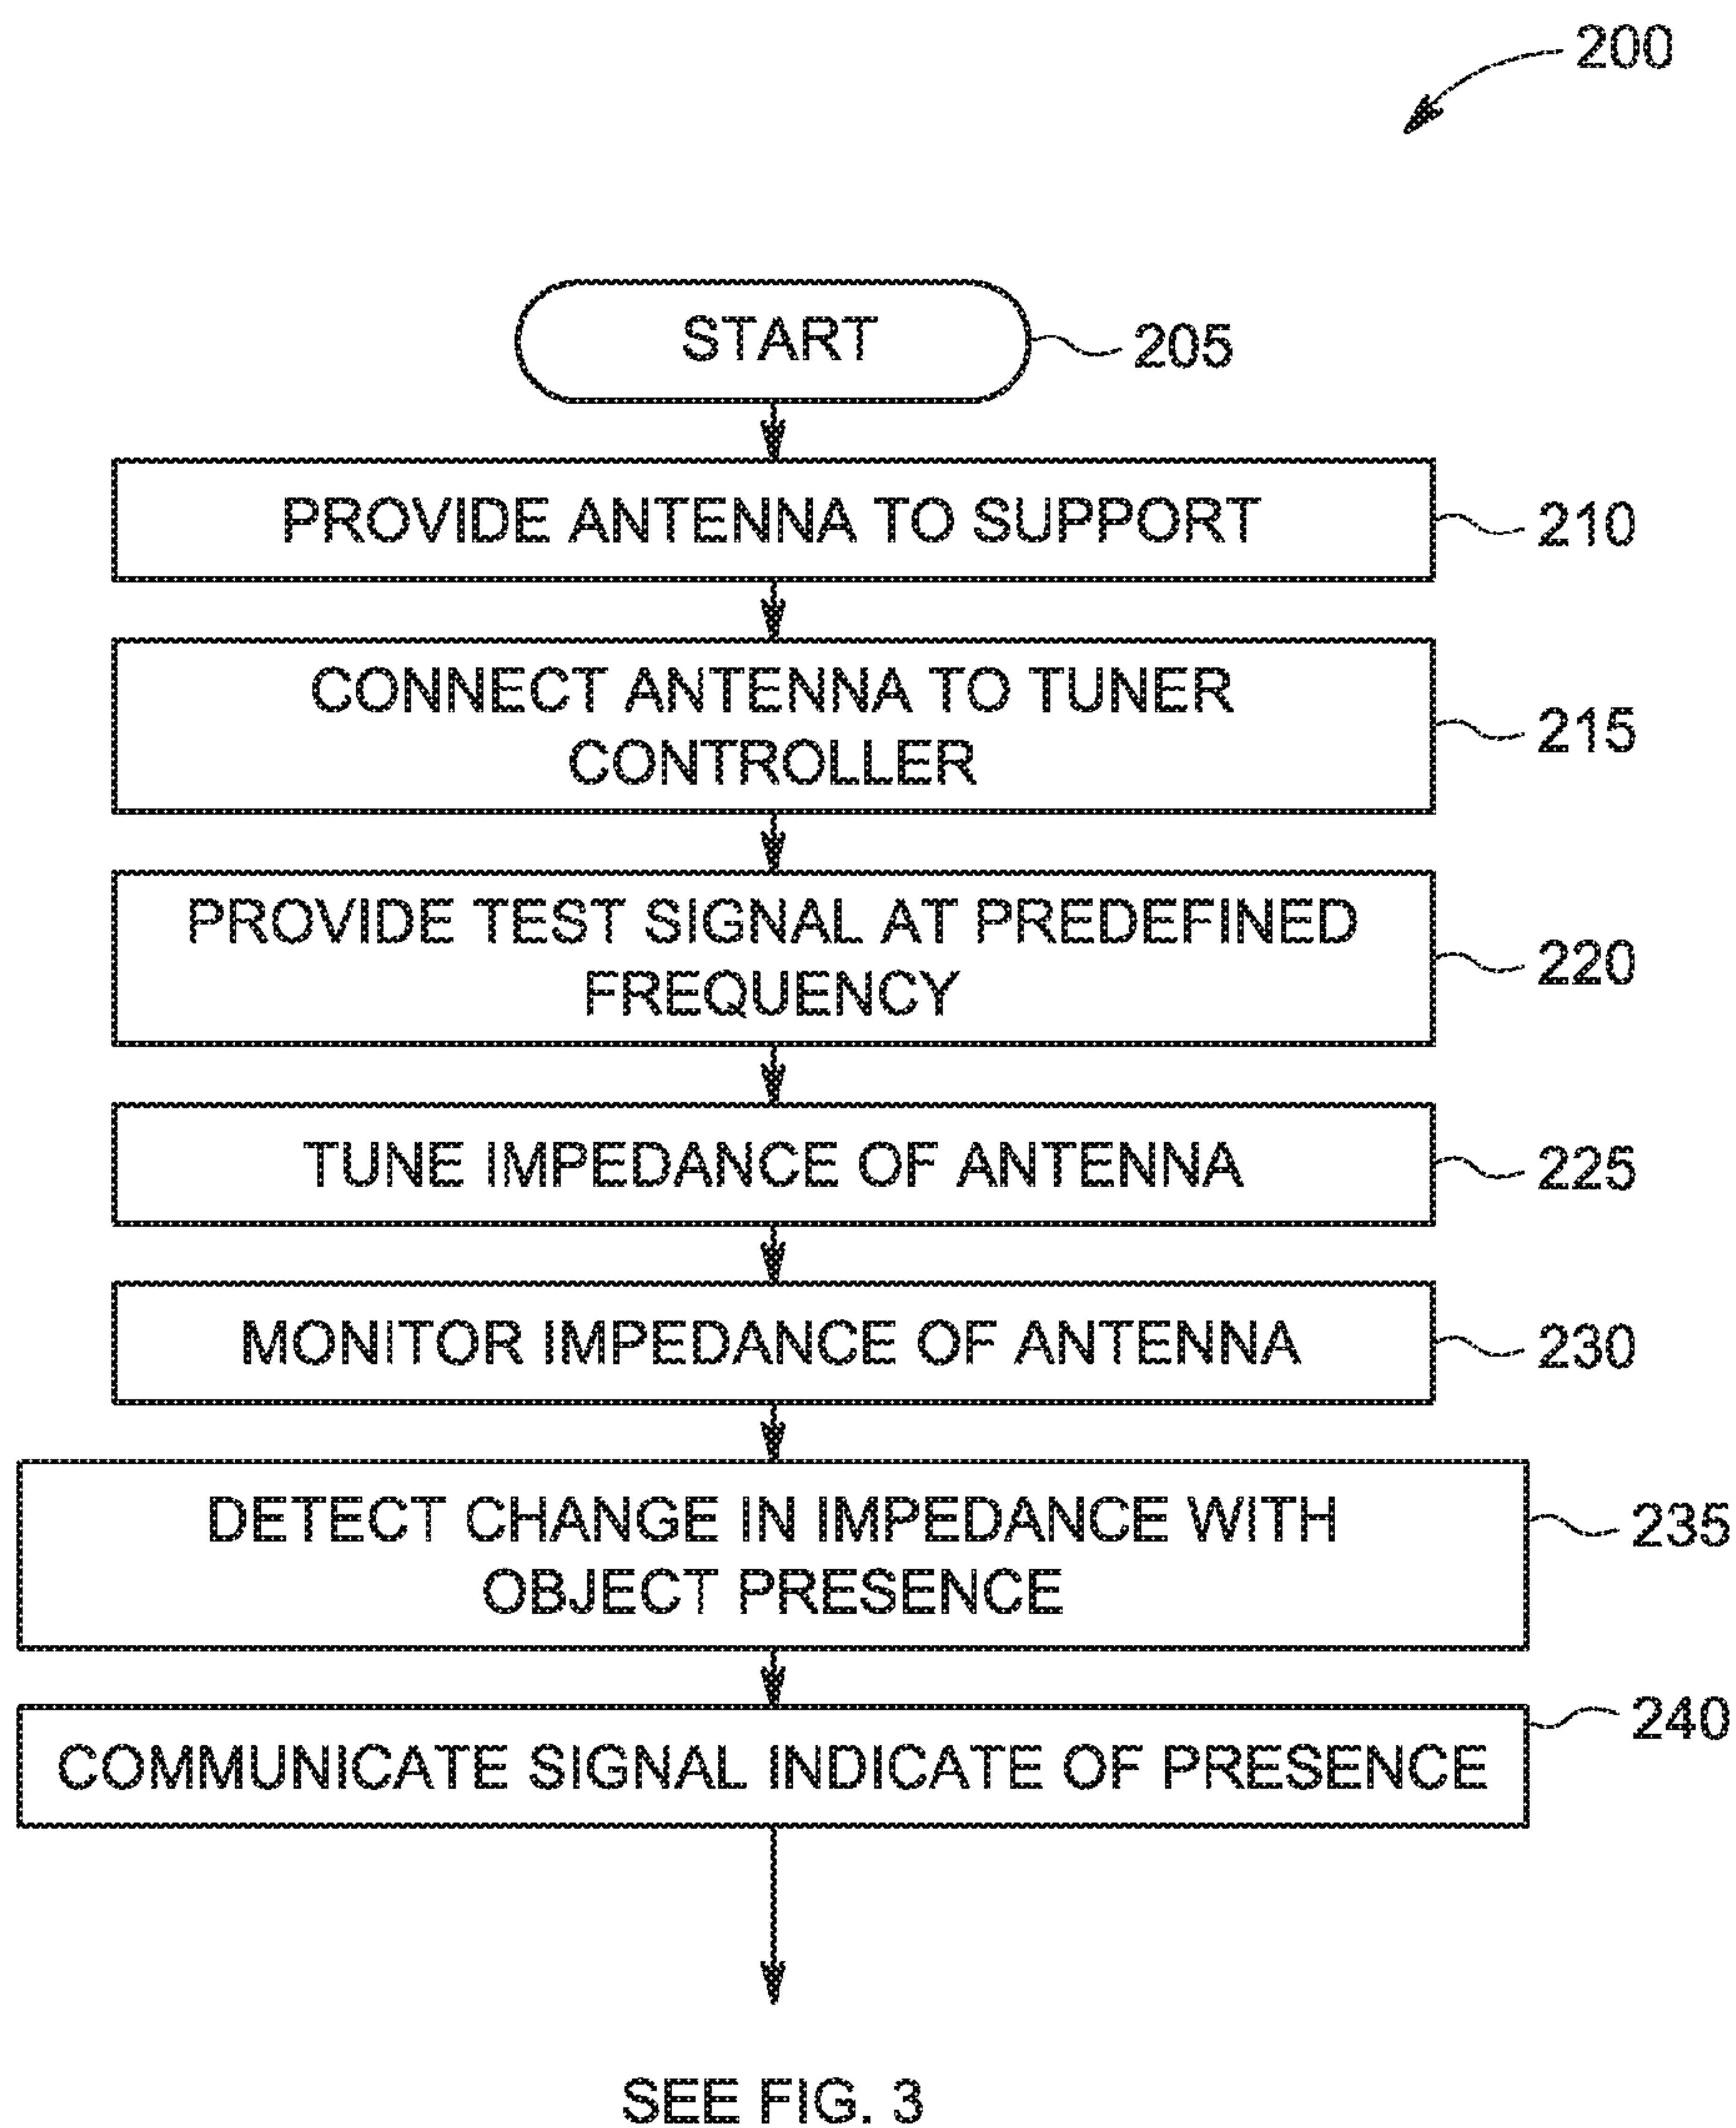 200
START
205
PROVIDE ANTENNA TO SUPPORT
210
CONNECT ANTENNA TO TUNER
CONTROLLER
215
PROVIDE TEST SIGNAL AT PREDEFINED
FREQUENCY
220
TUNE IMPEDANCE OF ANTENNA
225
MONITOR IMPEDANCE OF ANTENNA
230
DETECT CHANGE IN IMPEDANCE WITH
OBJECT PRESENCE
235
COMMUNICATE SIGNAL INDICATE OF PRESENCE
240
SEE FIG. 3